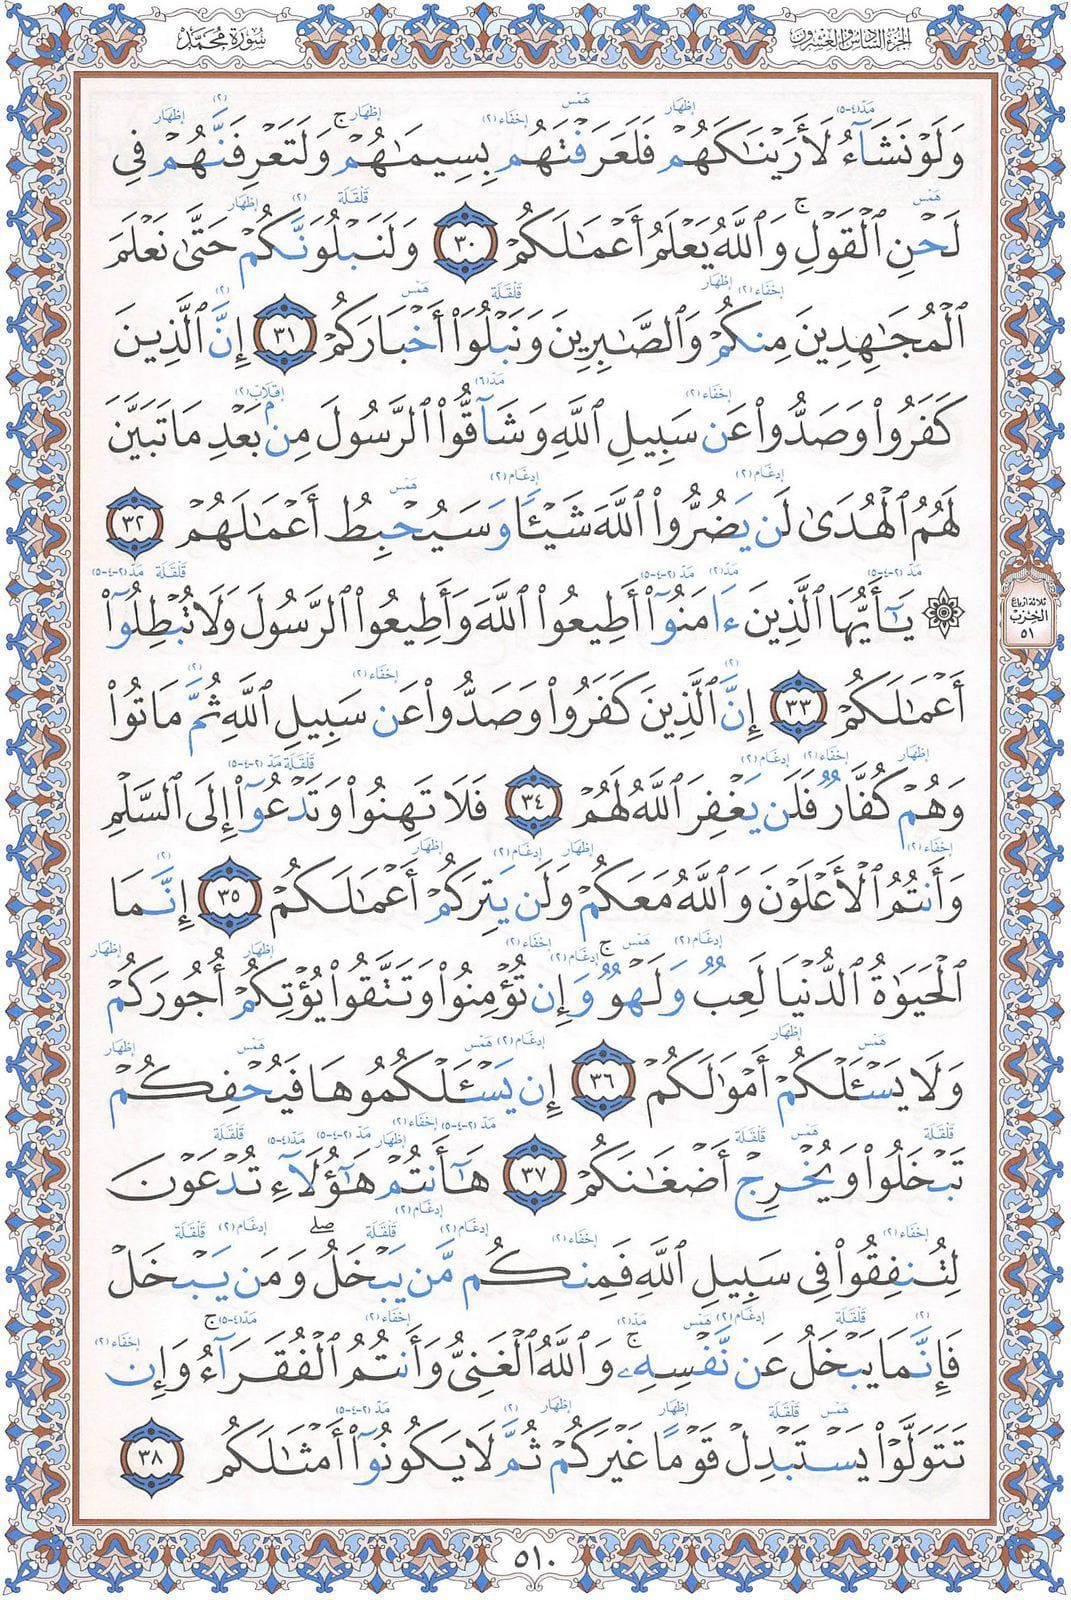 الجزء السادس والعشرون
سورة محمد
وَلَوْ نَشَآءُ لَأَرَيْنَٰكَهُمْ فَلَعَرَفْتَهُم بِسِيمَٰهُمْ ۚ وَلَتَعْرِفَنَّهُمْ فِى
لَحْنِ ٱلْقَوْلِ ۚ وَٱللَّهُ يَعْلَمُ أَعْمَٰلَكُمْ ٣٠ وَلَنَبْلُوَنَّكُمْ حَتَّىٰ نَعْلَمَ
ٱلْمُجَٰهِدِينَ مِنكُمْ وَٱلصَّٰبِرِينَ وَنَبْلُوَا۟ أَخْبَارَكُمْ ٣١ إِنَّ ٱلَّذِينَ
كَفَرُوا۟ وَصَدُّوا۟ عَن سَبِيلِ ٱللَّهِ وَشَآقُّوا۟ ٱلرَّسُولَ مِنۢ بَعْدِ مَا تَبَيَّنَ
لَهُمُ ٱلْهُدَىٰ لَن يَضُرُّوا۟ ٱللَّهَ شَيْـًٔا وَسَيُحْبِطُ أَعْمَٰلَهُمْ ٣٢
۞ يَٰٓأَيُّهَا ٱلَّذِينَ ءَامَنُوٓا۟ أَطِيعُوا۟ ٱللَّهَ وَأَطِيعُوا۟ ٱلرَّسُولَ وَلَا تُبْطِلُوٓا۟
ثلاثة أرباع
الحزب
٥١
أَعْمَٰلَكُمْ ٣٣ إِنَّ ٱلَّذِينَ كَفَرُوا۟ وَصَدُّوا۟ عَن سَبِيلِ ٱللَّهِ ثُمَّ مَاتُوا۟
وَهُمْ كُفَّارٌ فَلَن يَغْفِرَ ٱللَّهُ لَهُمْ ٣٤ فَلَا تَهِنُوا۟ وَتَدْعُوٓا۟ إِلَى ٱلسَّلْمِ
وَأَنتُمُ ٱلْأَعْلَوْنَ وَٱللَّهُ مَعَكُمْ وَلَن يَتِرَكُمْ أَعْمَٰلَكُمْ ٣٥ إِنَّمَا
ٱلْحَيَوٰةُ ٱلدُّنْيَا لَعِبٌ وَلَهْوٌ ۚ وَإِن تُؤْمِنُوا۟ وَتَتَّقُوا۟ يُؤْتِكُمْ أُجُورَكُمْ
وَلَا يَسْـَٔلْكُمْ أَمْوَٰلَكُمْ ٣٦ إِن يَسْـَٔلْكُمُوهَا فَيُحْفِكُمْ
تَبْخَلُوا۟ وَيُخْرِجْ أَضْغَٰنَكُمْ ٣٧ هَٰٓأَنتُمْ هَٰٓؤُلَآءِ تُدْعَوْنَ
لِتُنفِقُوا۟ فِى سَبِيلِ ٱللَّهِ فَمِنكُم مَّن يَبْخَلُ ۖ وَمَن يَبْخَلْ
فَإِنَّمَا يَبْخَلُ عَن نَّفْسِهِۦ ۚ وَٱللَّهُ ٱلْغَنِىُّ وَأَنتُمُ ٱلْفُقَرَآءُ ۚ وَإِن
تَتَوَلَّوْا۟ يَسْتَبْدِلْ قَوْمًا غَيْرَكُمْ ثُمَّ لَا يَكُونُوٓا۟ أَمْثَٰلَكُم ٣٨
٥١٠